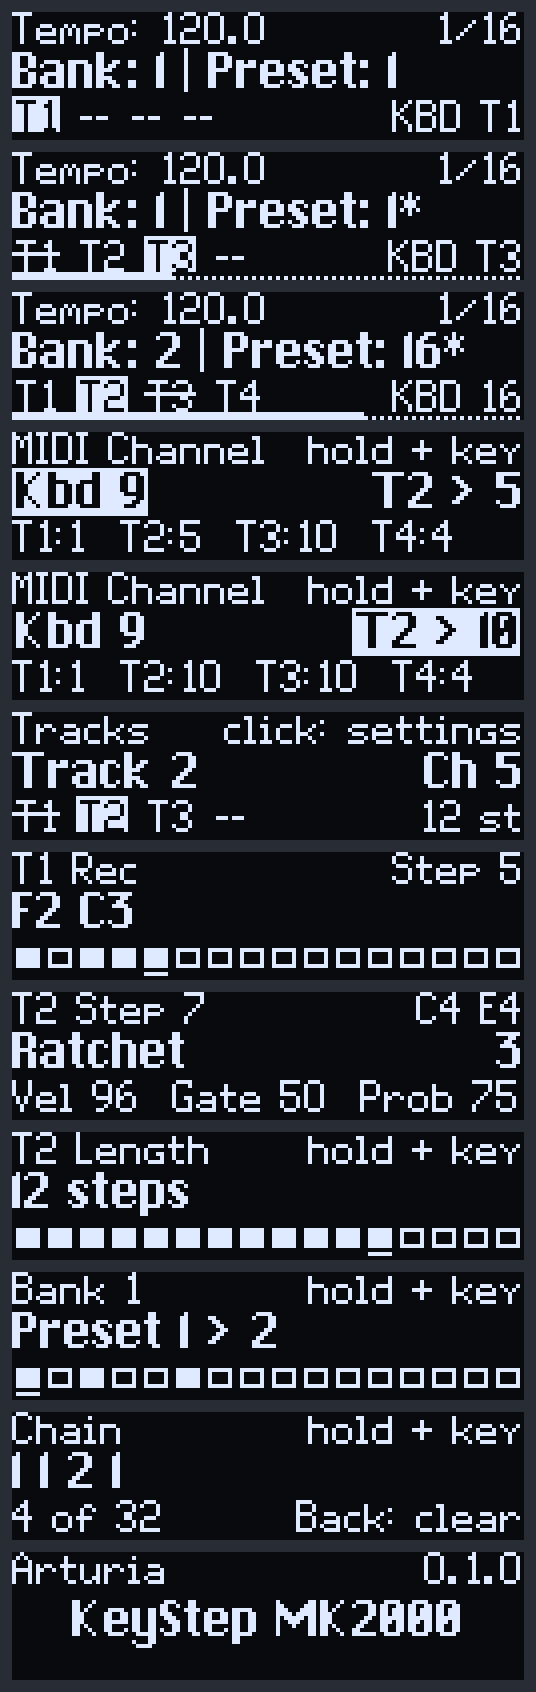 Tempo: 120.0 1/16
Bank: 1 | Preset: 1
T1 -- -- -- KBD T1
Tempo: 120.0 1/16
Bank: 1 | Preset: 1*
T1 T2 T3 -- KBD T3
Tempo: 120.0 1/16
Bank: 2 | Preset: 16*
T1 T2 T3 T4 KBD 16
MIDI Channel hold + key
Kbd 9 T2 > 5
T1:1 T2:5 T3:10 T4:4
MIDI Channel hold + key
Kbd 9 T2 > 10
T1:1 T2:10 T3:10 T4:4
Tracks click: settings
Track 2 Ch 5
T1 T2 T3 -- 12 st
T1 Rec Step 5
F2 C3
T2 Step 7 C4 E4
Ratchet 3
Vel 96 Gate 50 Prob 75
T2 Length hold + key
12 steps
Bank 1 hold + key
Preset 1 > 2
Chain hold + key
1 1 2 1
4 of 32 Back: clear
Arturia 0.1.0
KeyStep MK2000